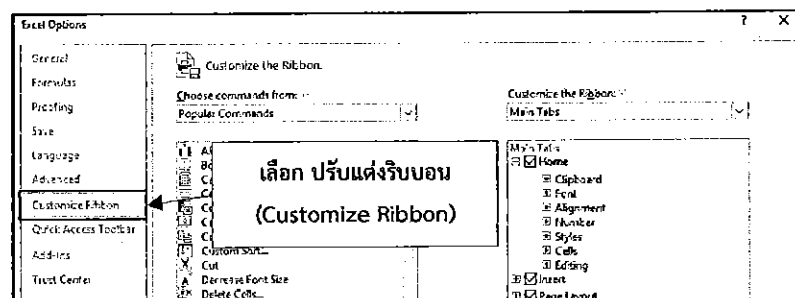 Excel Options
? X
General
Formulas
Proofing
Save
Language
Advanced
Customize Ribbon
Quick Access Toolbar
Add-ins
Trust Center
Customize the Ribbon.
Choose commands from:
Popular Commands
Custom Sort...
Cut
Decrease Font Size
Delete Cells...
เลือก ปรับแต่งริบบอน
(Customize Ribbon)
Customize the Ribbon:
Main Tabs
Main Tabs
Home
Clipboard
Font
Alignment
Number
Styles
Cells
Editing
Insert
Page Layout